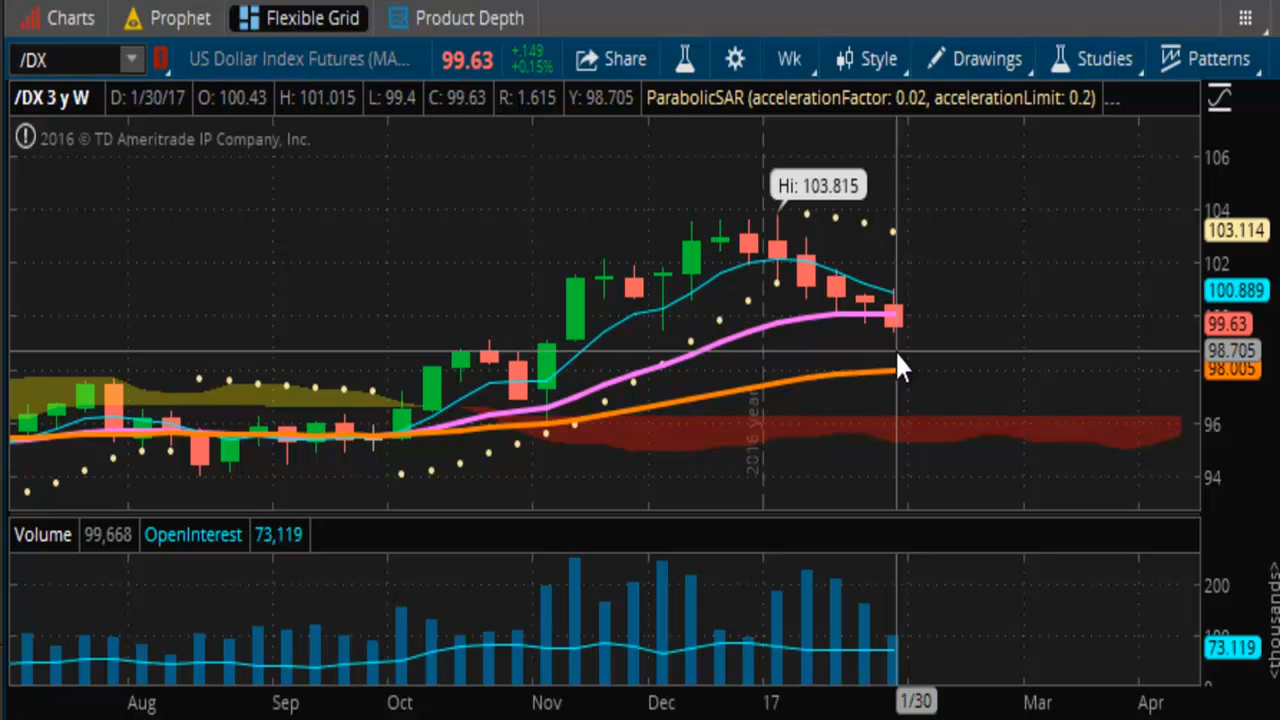 Charts Prophet Flexible Grid Product Depth
/DX US Dollar Index Futures (MA... 99.63 +.149 +0.15% Share Wk Style Drawings Studies Patterns
/DX 3 y W D: 1/30/17 O: 100.43 H: 101.015 L: 99.4 C: 99.63 R: 1.615 Y: 98.705 ParabolicSAR (accelerationFactor: 0.02, accelerationLimit: 0.2) ...
2016 © TD Ameritrade IP Company, Inc.
106
Hi: 103.815
104
103.114
102
100.889
99.63
98.705
98.005
96
2016 year
94
Volume 99,668 OpenInterest 73,119
200
100
73.119
0
<thousands>
Aug Sep Oct Nov Dec 17 1/30 Mar Apr